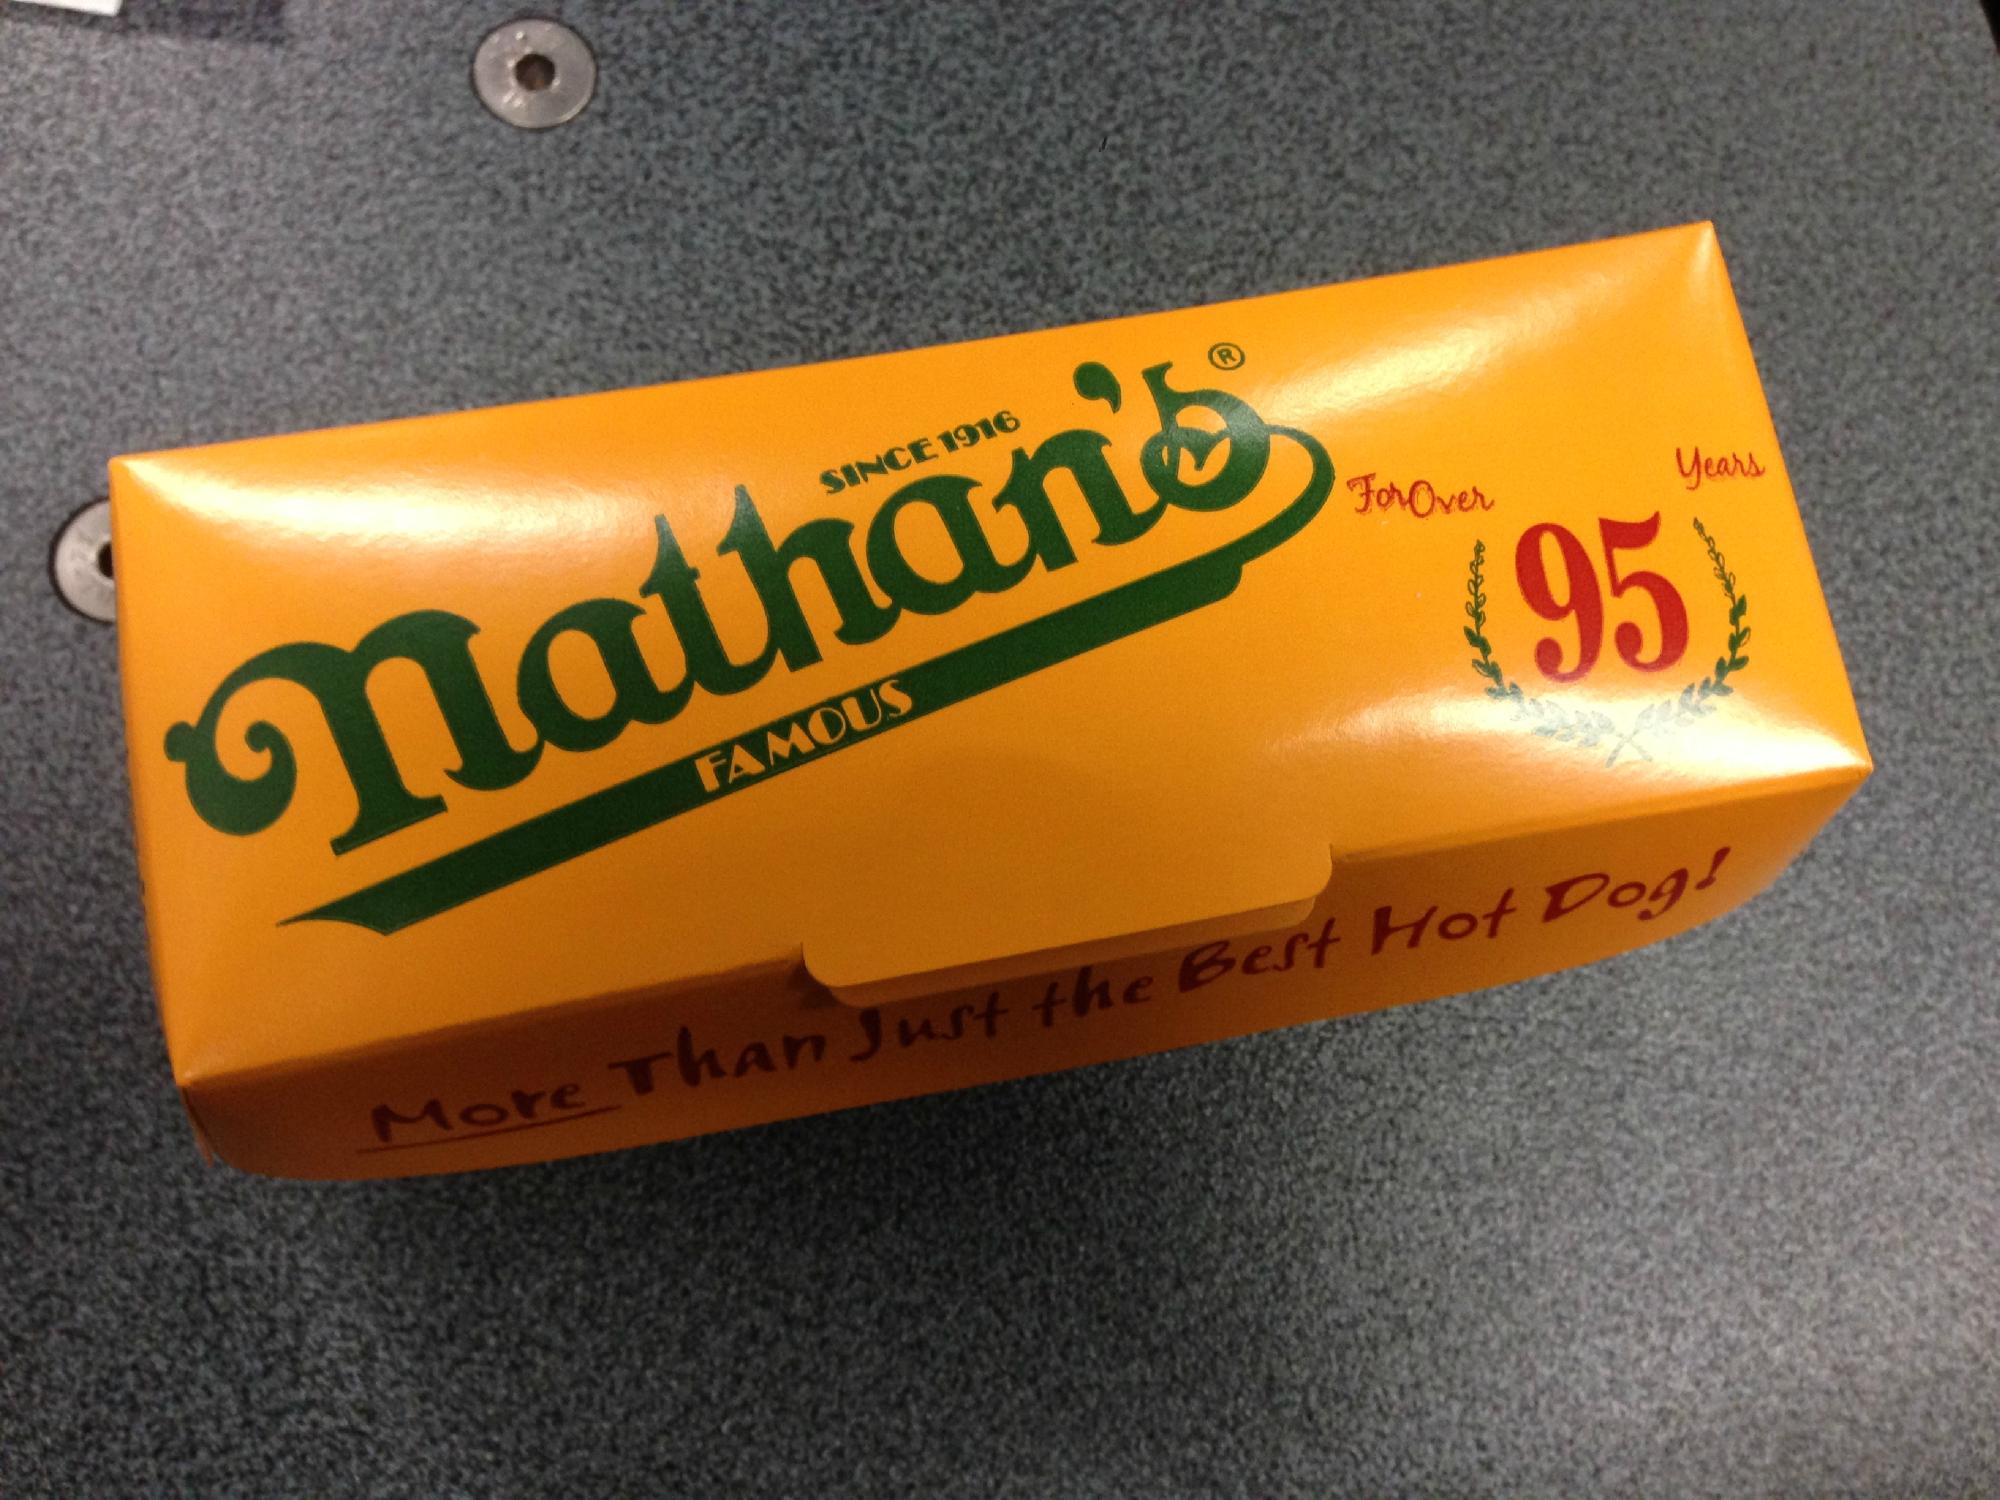 SINCE 1916
Nathan's®
FAMOUS
For Over
95
Years
More Than Just the Best Hot Dog!